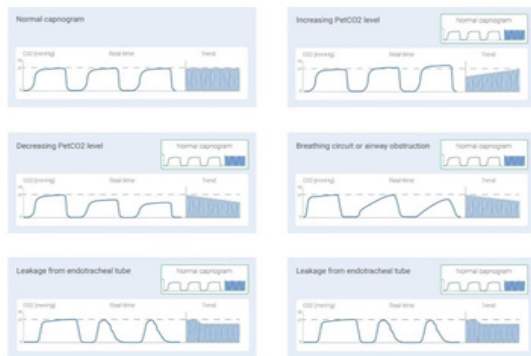 Normal capnogram
CO2 (mmHg) Real-time Trend
Increasing PetCO2 level
Normal capnogram
CO2 (mmHg) Real-time Trend
Decreasing PetCO2 level
Normal capnogram
CO2 (mmHg) Real-time Trend
Breathing circuit or airway obstruction
Normal capnogram
CO2 (mmHg) Real-time Trend
Leakage from endotracheal tube
Normal capnogram
CO2 (mmHg) Real-time Trend
Leakage from endotracheal tube
Normal capnogram
CO2 (mmHg) Real-time Trend